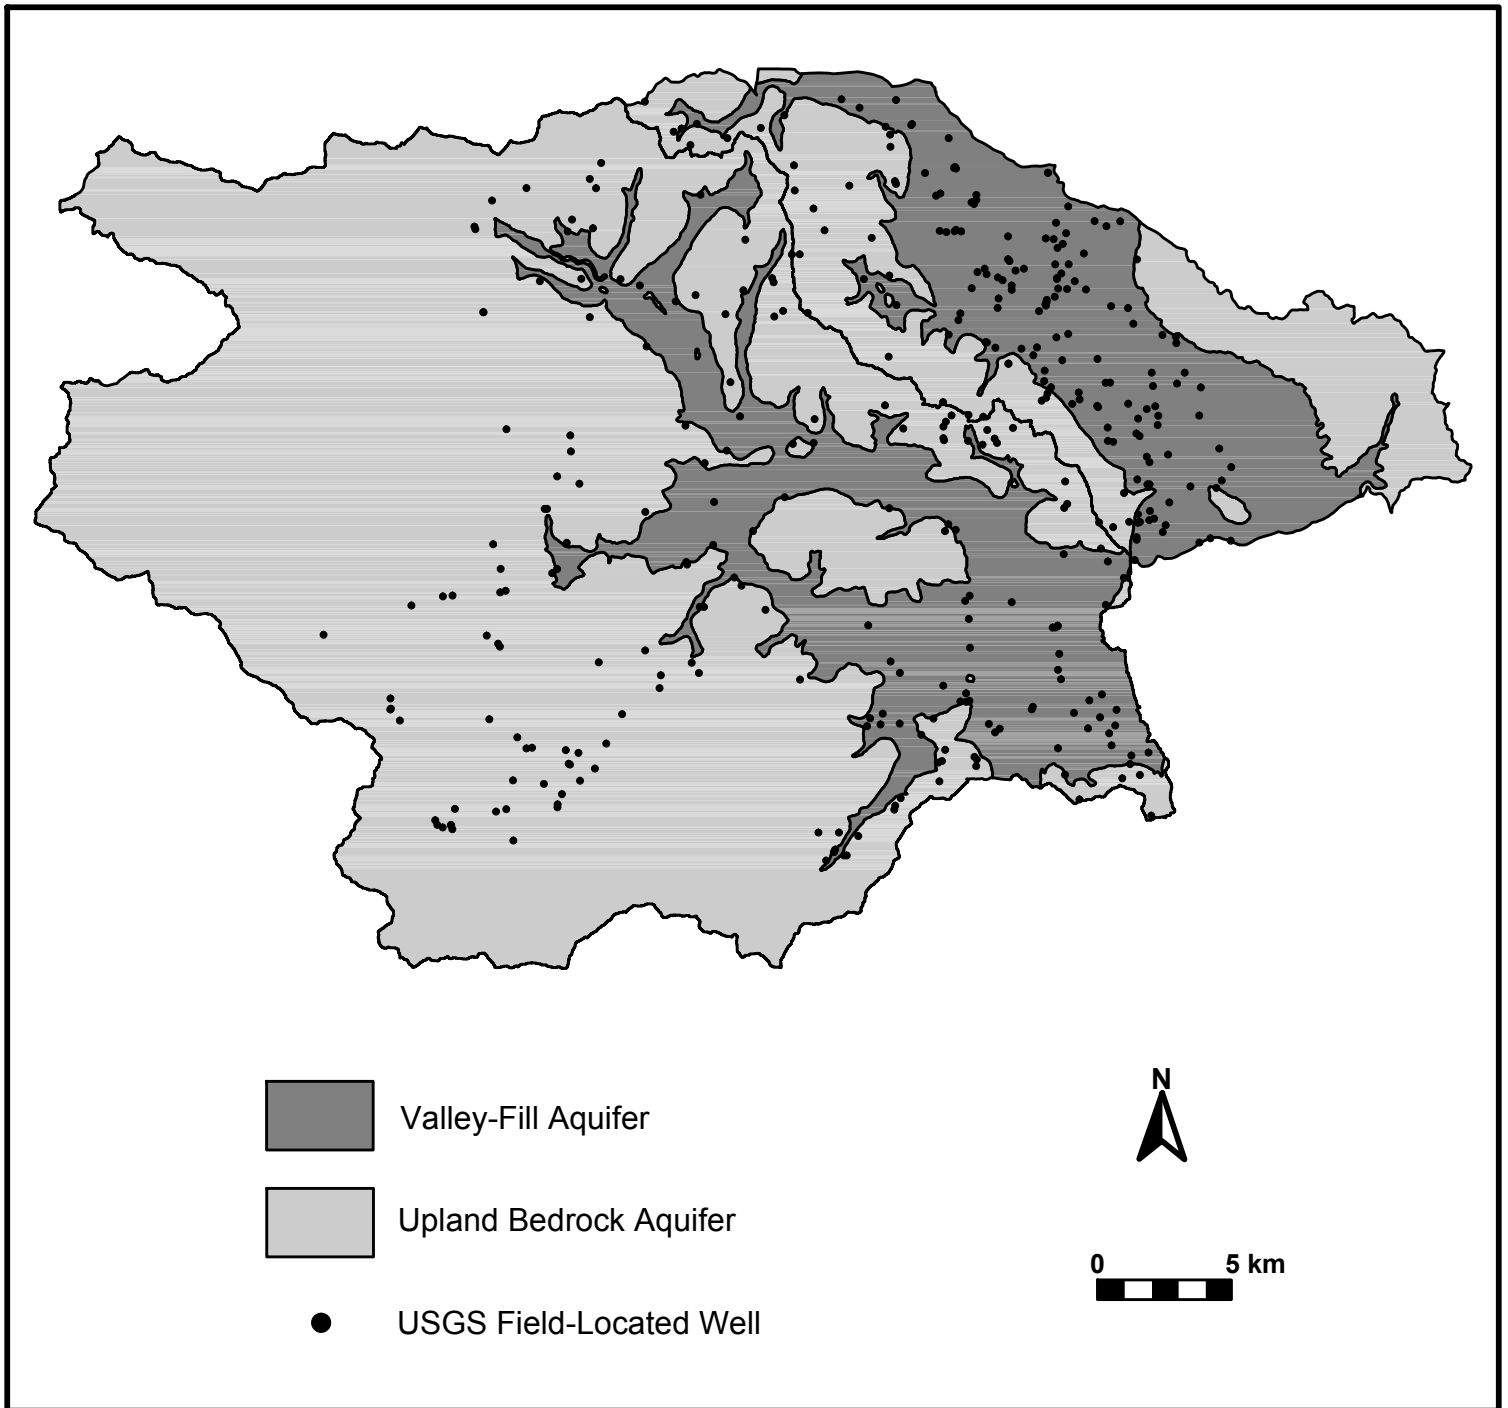 Valley-Fill Aquifer
N
Upland Bedrock Aquifer
0 5 km
USGS Field-Located Well